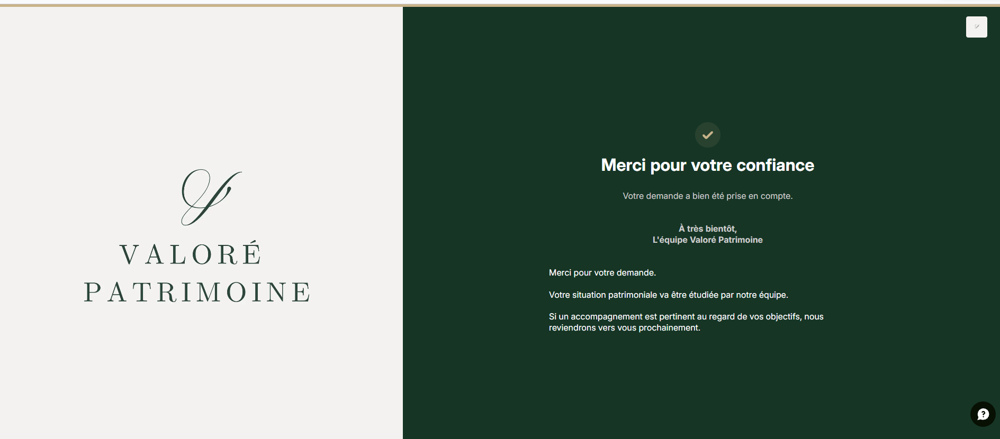 VALORÉ
PATRIMOINE
Merci pour votre confiance
Votre demande a bien été prise en compte.
À très bientôt,
L'équipe Valoré Patrimoine
Merci pour votre demande.
Votre situation patrimoniale va être étudiée par notre équipe.
Si un accompagnement est pertinent au regard de vos objectifs, nous
reviendrons vers vous prochainement.